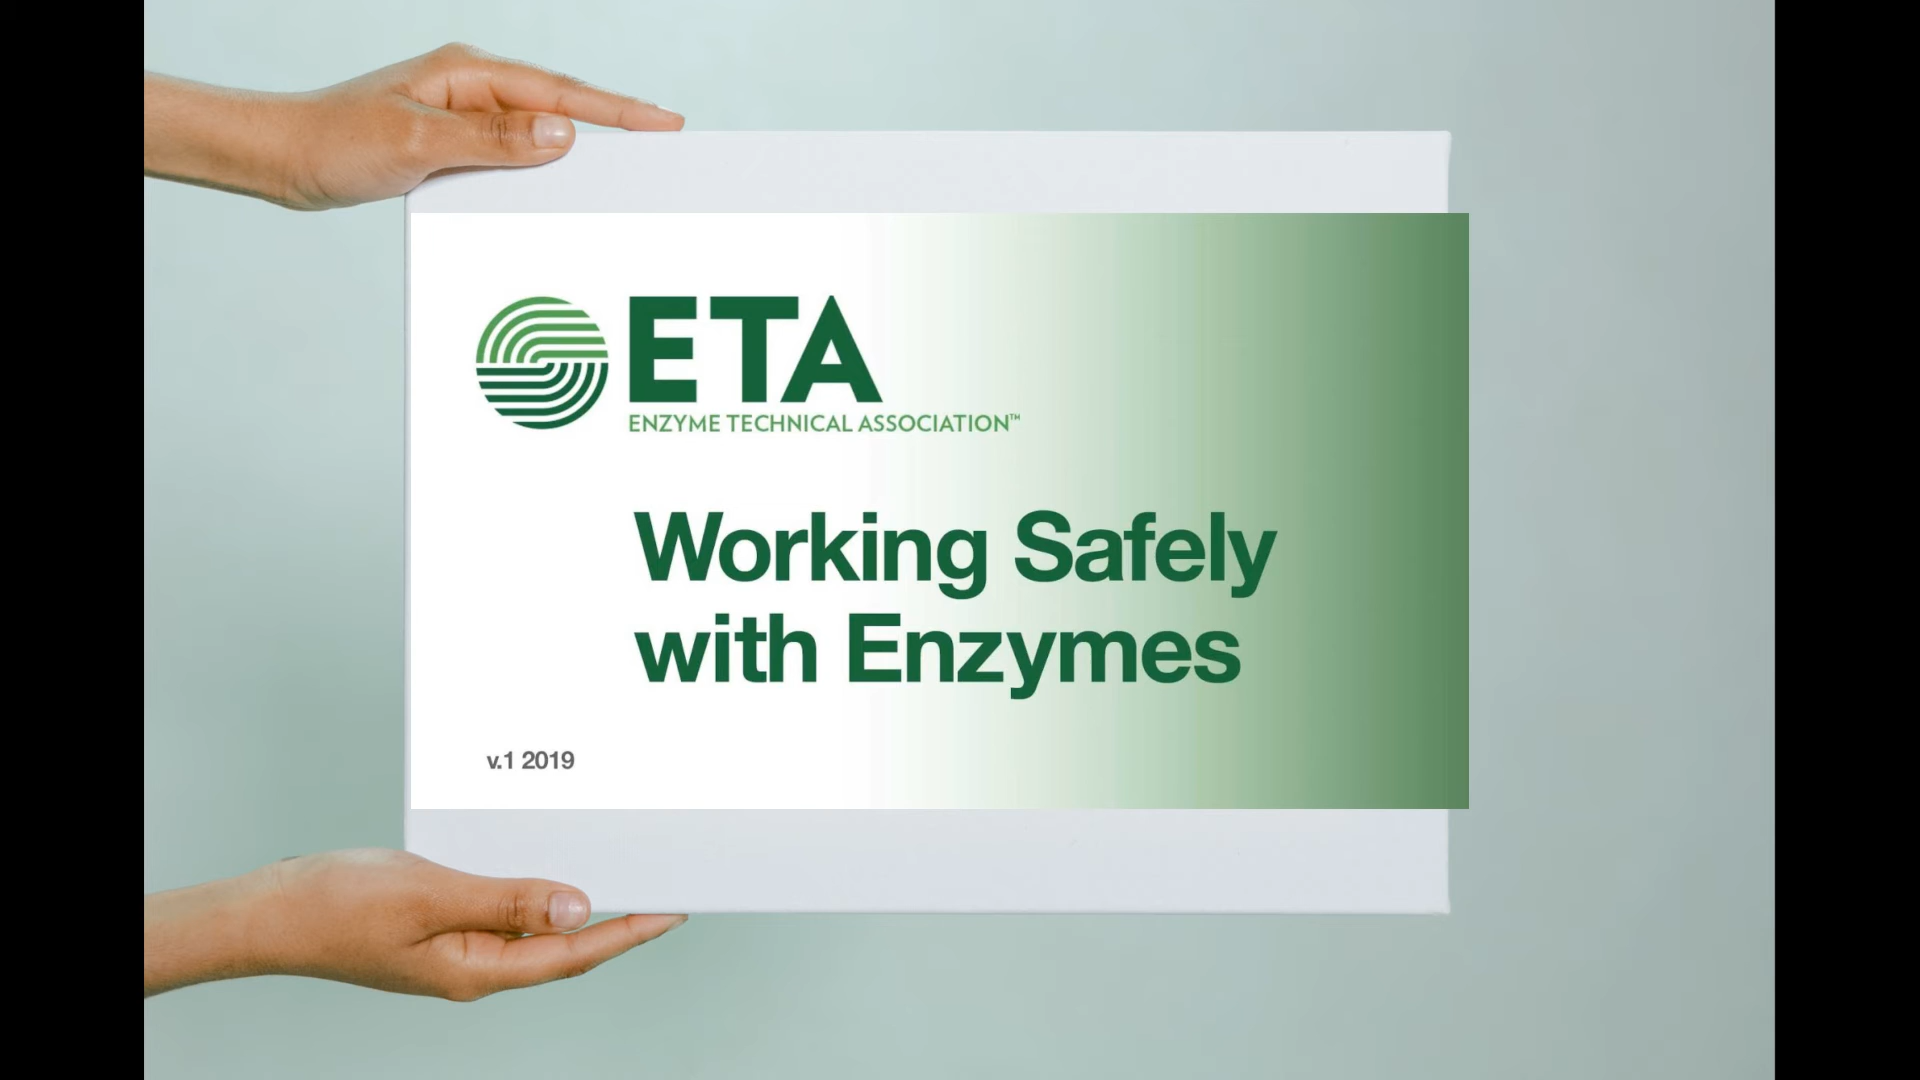 ETA
ENZYME TECHNICAL ASSOCIATION™
Working Safely
with Enzymes
v.1 2019